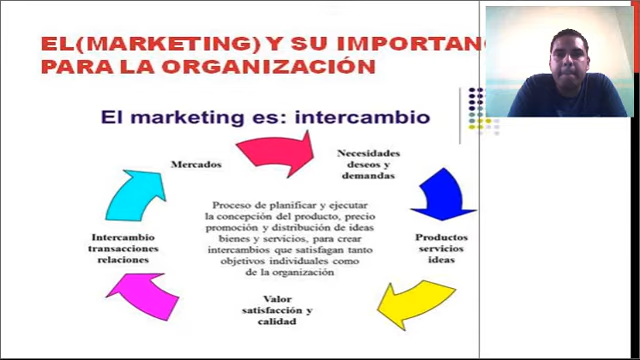 EL(MARKETING) Y SU
PARA LA ORGANIZACIÓN
El marketing es: intercambio
Mercados
Necesidades
deseos y
demandas
Proceso de planificar y ejecutar
la concepción del producto, precio
promoción y distribución de ideas
bienes y servicios, para crear
intercambios que satisfagan tanto
objetivos individuales como
de la organización
Intercambio
transacciones
relaciones
Productos
servicios
ideas
Valor
satisfacción y
calidad